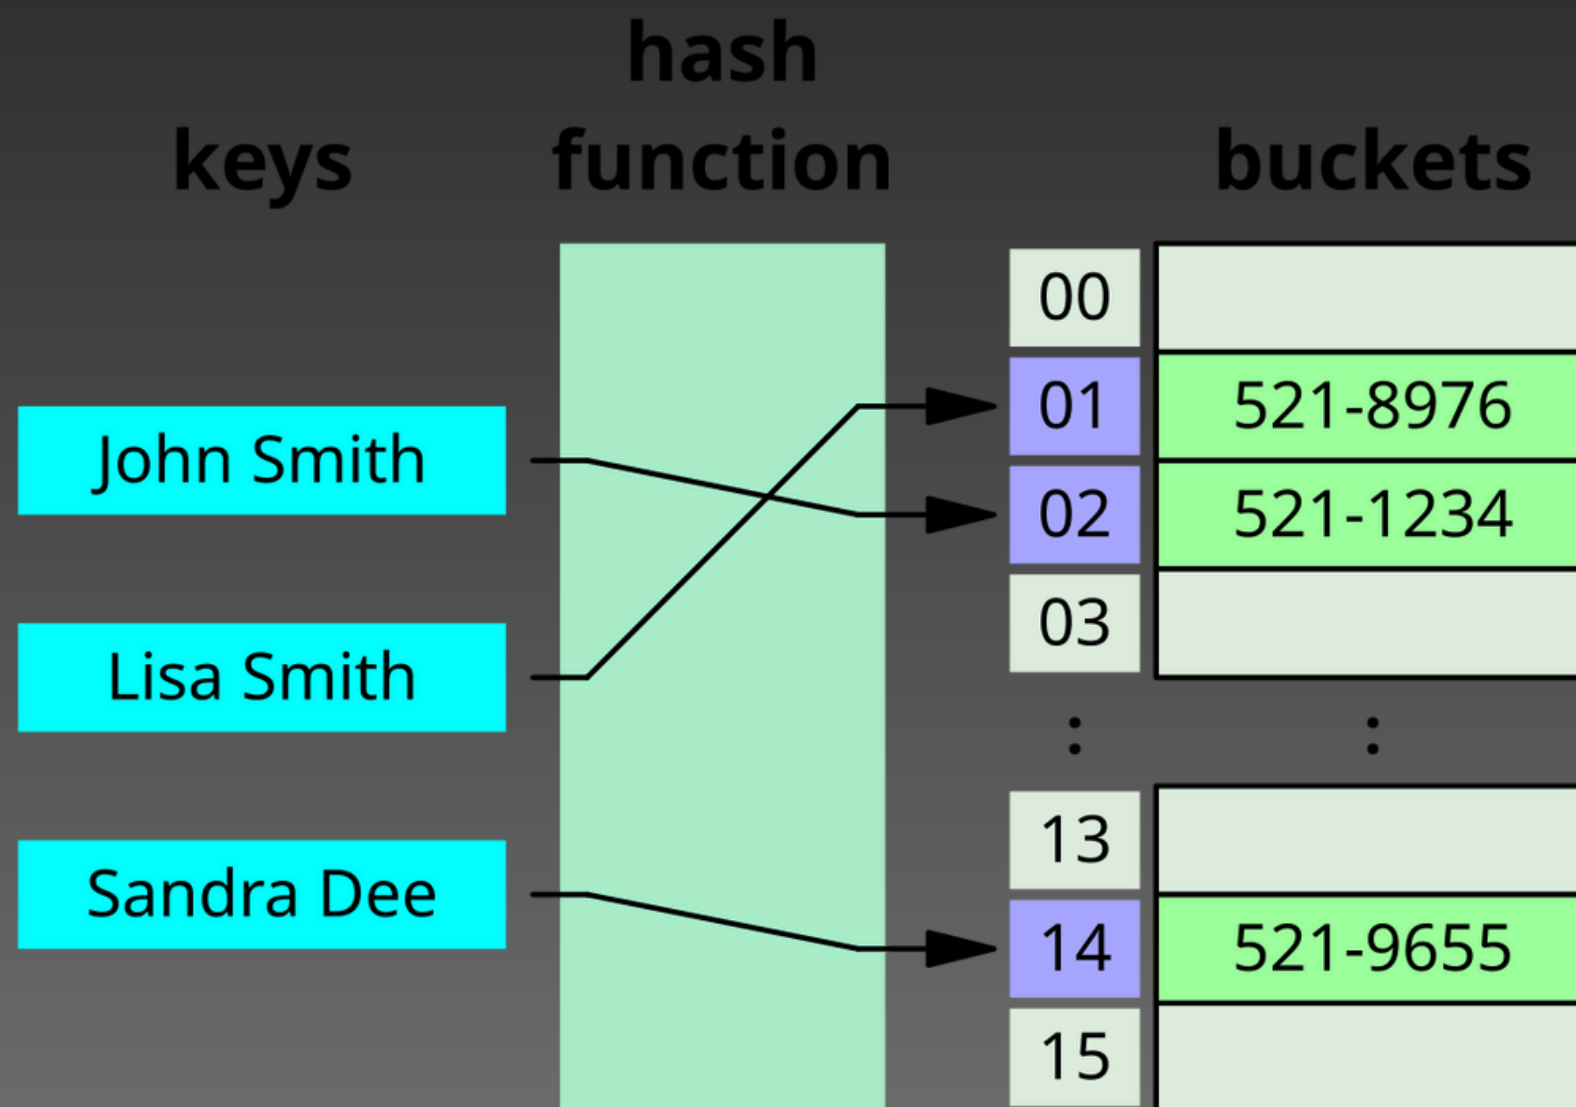 hash
keys function buckets
00
01 521-8976
John Smith
02 521-1234
03
Lisa Smith
: :
13
Sandra Dee
14 521-9655
15